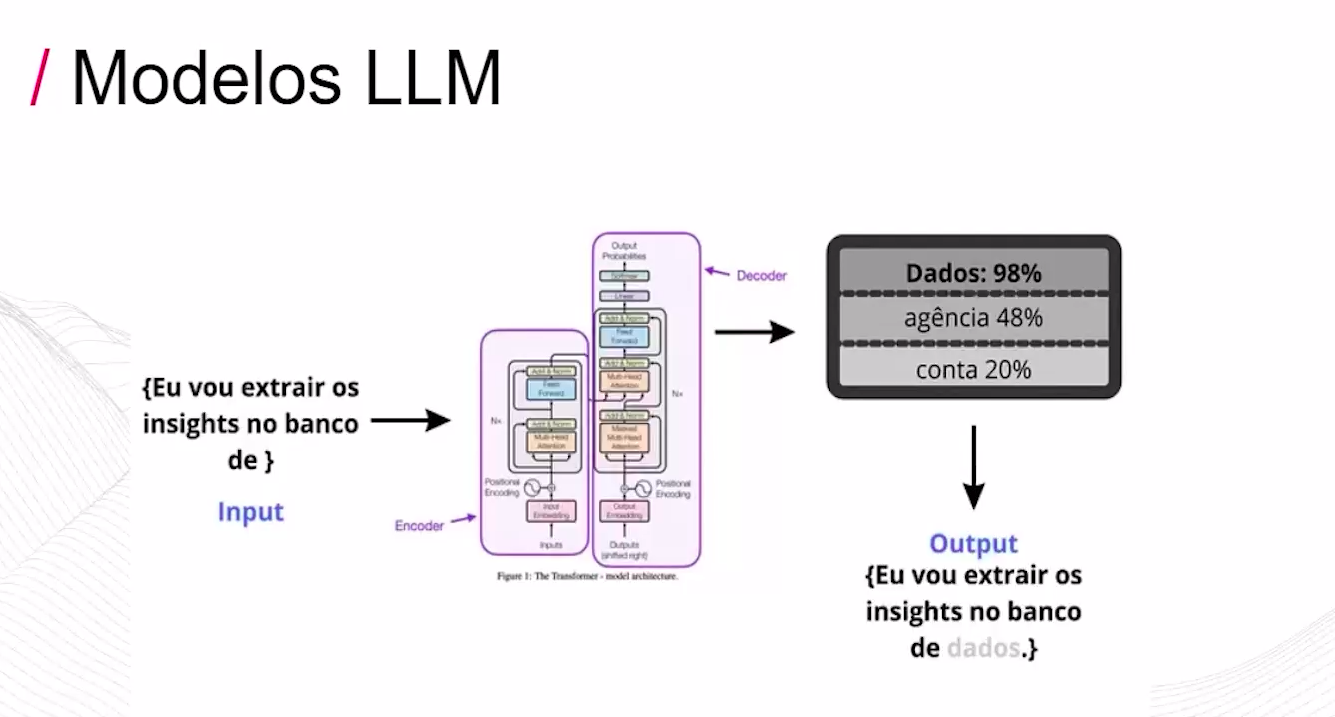 / Modelos LLM
{Eu vou extrair os
insights no banco
de }
Input
Encoder
Decoder
Output
Probabilities
Softmax
Linear
Add & Norm
Feed
Forward
Add & Norm
Multi-Head
Attention
Nx
Add & Norm
Masked
Multi-Head
Attention
Positional
Encoding
Output
Embedding
Outputs
(shifted right)
Add & Norm
Feed
Forward
Nx
Add & Norm
Multi-Head
Attention
Positional
Encoding
Input
Embedding
Inputs
Figure 1: The Transformer - model architecture.
Dados: 98%
agência 48%
conta 20%
Output
{Eu vou extrair os
insights no banco
de dados.}